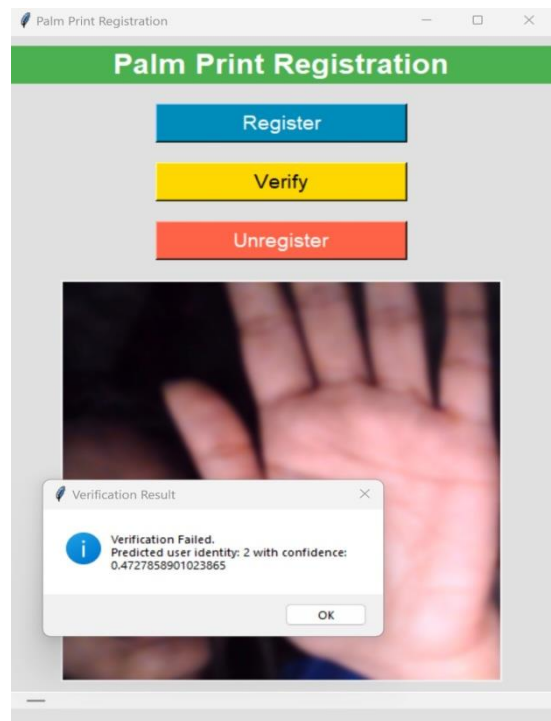 Palm Print Registration
Palm Print Registration
Register
Verify
Unregister
Verification Result
Verification Failed.
Predicted user identity: 2 with confidence:
0.4727858901023865
OK